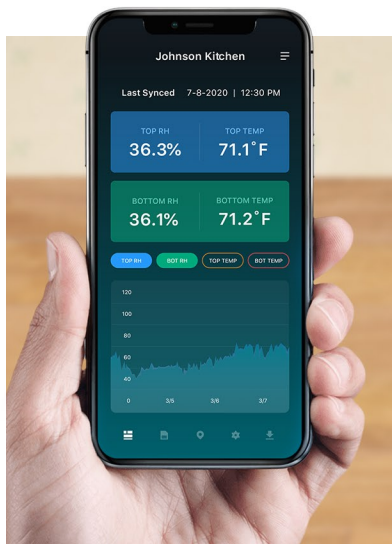 Johnson Kitchen
Last Synced 7-8-2020 | 12:30 PM
TOP RH TOP TEMP
36.3% 71.1°F
BOTTOM RH BOTTOM TEMP
36.1% 71.2°F
TOP RH BOT RH TOP TEMP BOT TEMP
120
100
80
60
40
0 3/5 3/6 3/7